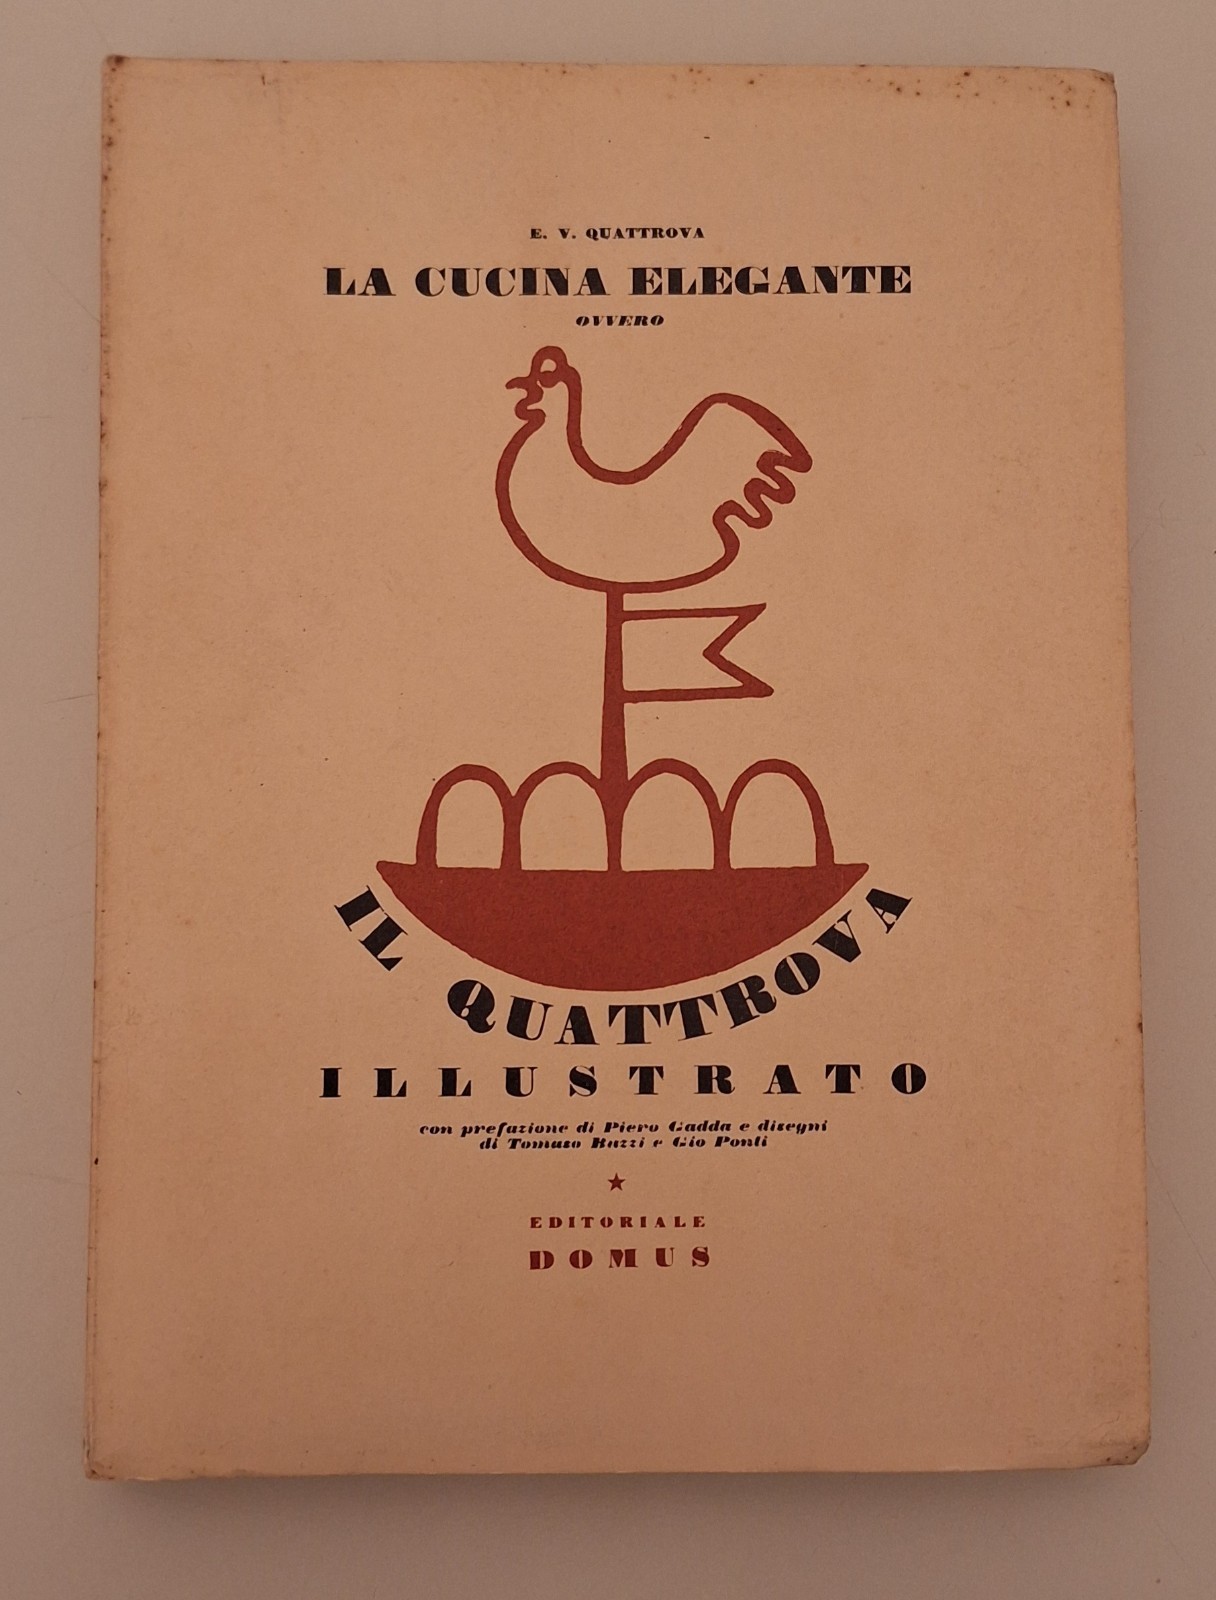 E. V. QUATTROVA
LA CUCINA ELEGANTE
OVVERO
IL QUATTROVA
ILLUSTRATO
con prefazione di Piero Gadda e disegni
di Tomaso Buzzi e Gio Ponti
EDITORIALE
DOMUS